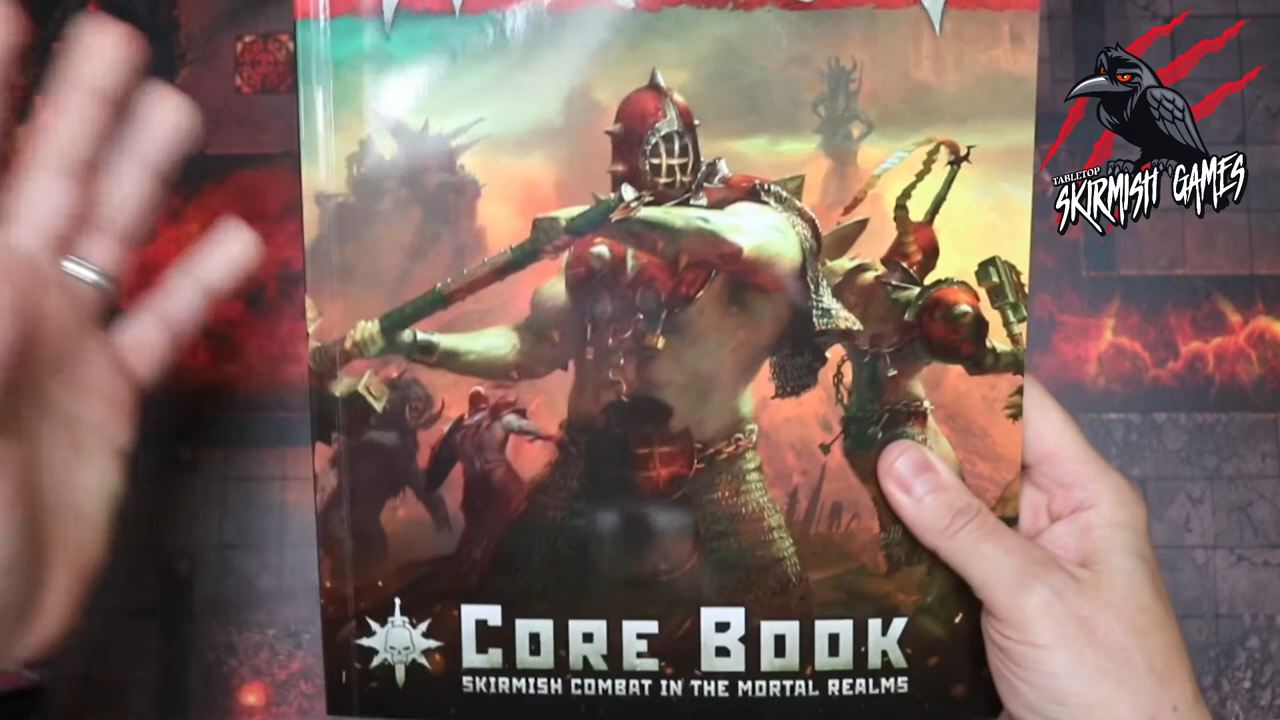 TABLETOP
SKIRMISH GAMES
CORE BOOK
SKIRMISH COMBAT IN THE MORTAL REALMS